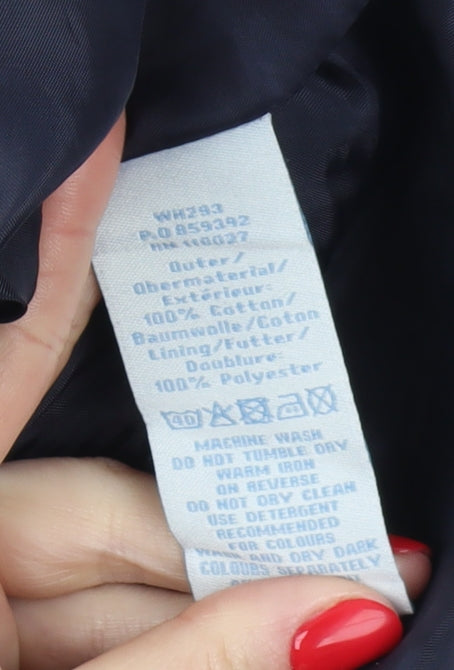 WH293
P.O 859392
RN 119027
Outer/
Obermaterial/
Extérieur:
100% Cotton/
Baumwolle/Coton
Lining/Futter/
Doublure:
100% Polyester
40
MACHINE WASH
DO NOT TUMBLE DRY
WARM IRON
ON REVERSE
DO NOT DRY CLEAN
USE DETERGENT
RECOMMENDED
FOR COLOURS
WASH AND DRY DARK
COLOURS SEPARATELY